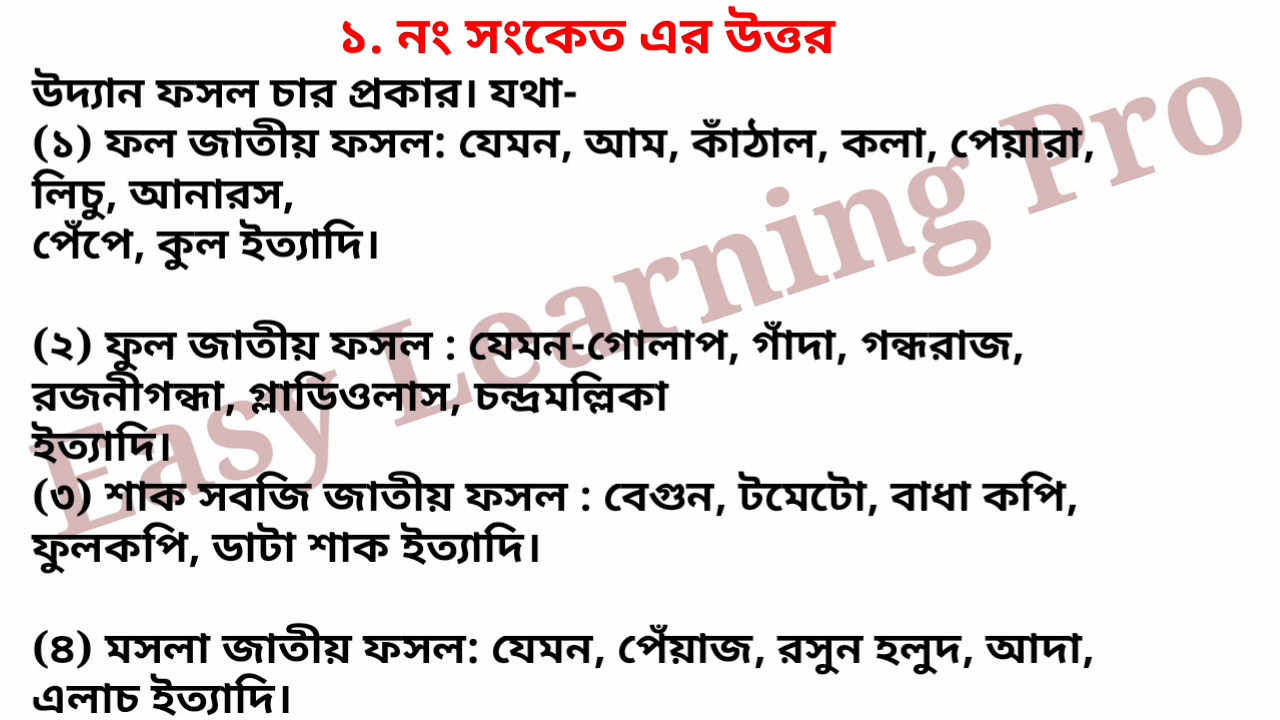 ১. নং সংকেত এর উত্তর
উদ্যান ফসল চার প্রকার। যথা-
(১) ফল জাতীয় ফসল: যেমন, আম, কাঁঠাল, কলা, পেয়ারা,
লিচু, আনারস,
পেঁপে, কুল ইত্যাদি।
(২) ফুল জাতীয় ফসল : যেমন-গোলাপ, গাঁদা, গন্ধরাজ,
রজনীগন্ধা, গ্লাডিওলাস, চন্দ্রমল্লিকা
ইত্যাদি।
(৩) শাক সবজি জাতীয় ফসল : বেগুন, টমেটো, বাধা কপি,
ফুলকপি, ডাটা শাক ইত্যাদি।
(৪) মসলা জাতীয় ফসল: যেমন, পেঁয়াজ, রসুন হলুদ, আদা,
এলাচ ইত্যাদি।
Easy Learning Pro